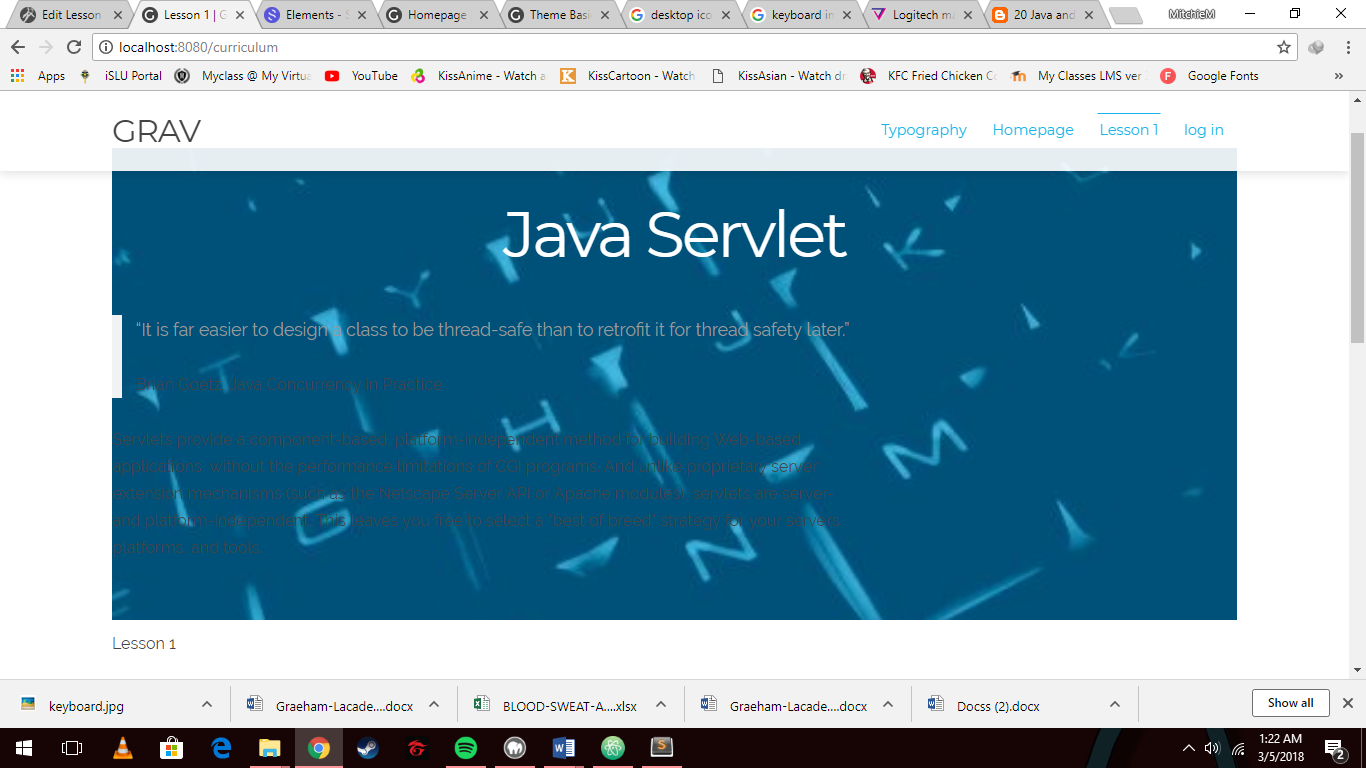 Edit Lesson
Lesson 1 | G
Elements - S
Homepage
Theme Basi
desktop ico
keyboard in
Logitech ma
20 Java and
MitchieM
localhost:8080/curriculum
Apps
iSLU Portal
Myclass @ My Virtua
YouTube
KissAnime - Watch a
KissCartoon - Watch
KissAsian - Watch dr
KFC Fried Chicken Co
My Classes LMS ver
Google Fonts
»
GRAV
Typography
Homepage
Lesson 1
log in
Java Servlet
“It is far easier to design a class to be thread-safe than to retrofit it for thread safety later.”
Brian Goetz, Java Concurrency in Practice
Servlets provide a component-based, platform-independent method for building Web-based
applications, without the performance limitations of CGI programs. And unlike proprietary server
extension mechanisms (such as the Netscape Server API or Apache modules), servlets are server-
and platform-independent. This leaves you free to select a "best of breed" strategy for your servers,
platforms, and tools.
Lesson 1
keyboard.jpg
Graeham-Lacade....docx
BLOOD-SWEAT-A....xlsx
Graeham-Lacade....docx
Docss (2).docx
Show all
1:22 AM
3/5/2018
2